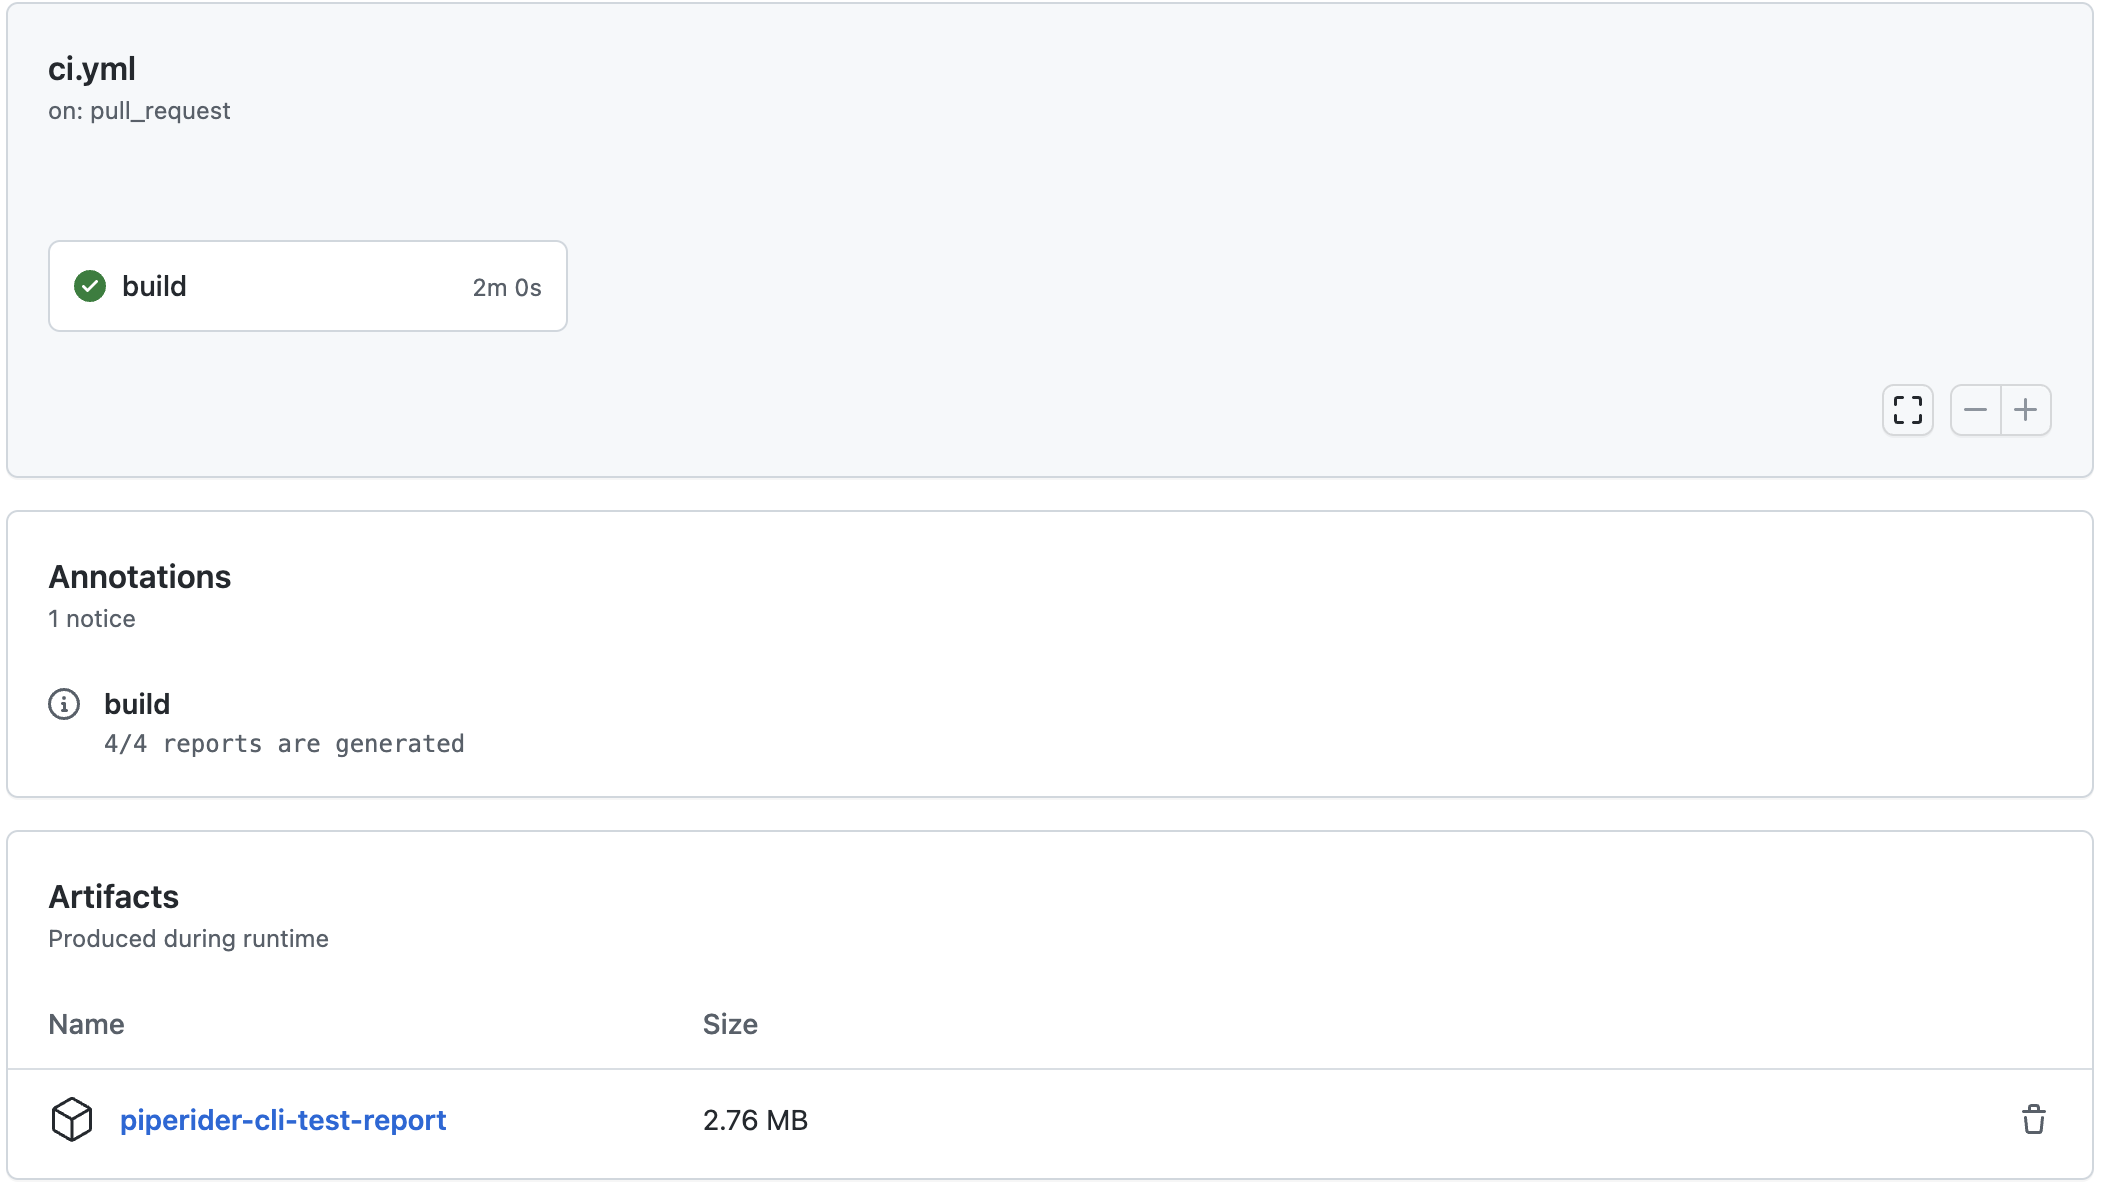 ci.yml
on: pull_request
build 2m 0s
Annotations
1 notice
build
4/4 reports are generated
Artifacts
Produced during runtime
Name Size
piperider-cli-test-report 2.76 MB